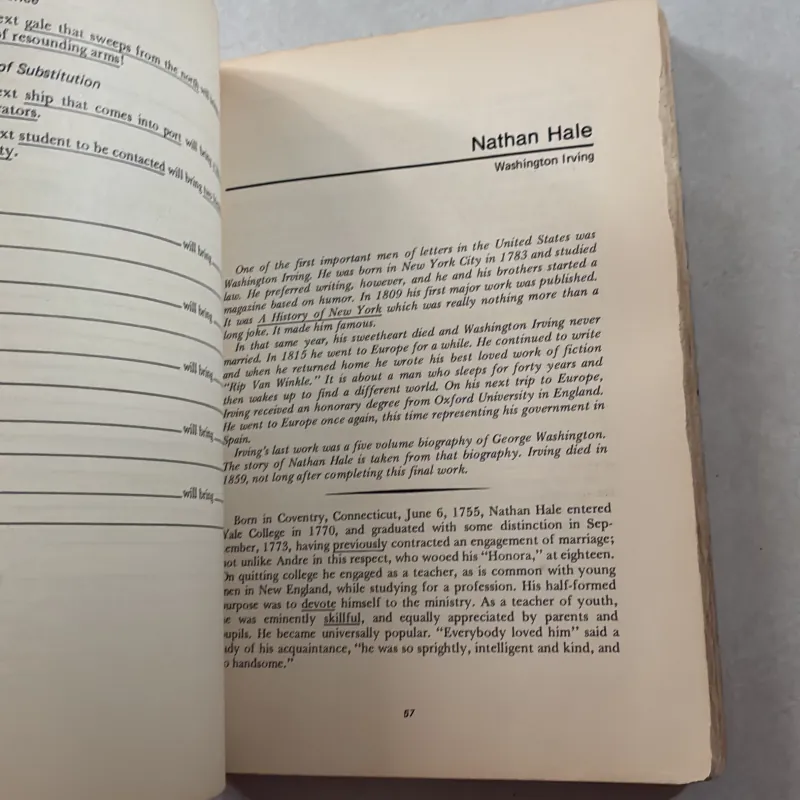 ext gale that sweeps from the north will
of resounding arms!
of Substitution
ext ship that comes into port will bring
rators.
xt student to be contacted will bring
ty.
will bring
will bring
will bring
will bring
will bring
Nathan Hale
Washington Irving
One of the first important men of letters in the United States was
Washington Irving. He was born in New York City in 1783 and studied
law. He preferred writing, however, and he and his brothers started a
magazine based on humor. In 1809 his first major work was published.
It was A History of New York which was really nothing more than a
long joke. It made him famous.
In that same year, his sweetheart died and Washington Irving never
married. In 1815 he went to Europe for a while. He continued to write
and when he returned home he wrote his best loved work of fiction
"Rip Van Winkle." It is about a man who sleeps for forty years and
then wakes up to find a different world. On his next trip to Europe,
Irving received an honorary degree from Oxford University in England.
He went to Europe once again, this time representing his government in
Spain.
Irving's last work was a five volume biography of George Washington.
The story of Nathan Hale is taken from that biography. Irving died in
1859, not long after completing this final work.
Born in Coventry, Connecticut, June 6, 1755, Nathan Hale entered
Yale College in 1770, and graduated with some distinction in Sep-
tember, 1773, having previously contracted an engagement of marriage;
not unlike Andre in this respect, who wooed his "Honora," at eighteen.
On quitting college he engaged as a teacher, as is common with young
men in New England, while studying for a profession. His half-formed
purpose was to devote himself to the ministry. As a teacher of youth,
he was eminently skillful, and equally appreciated by parents and
pupils. He became universally popular. "Everybody loved him" said a
lady of his acquaintance, "he was so sprightly, intelligent and kind, and
so handsome."
57